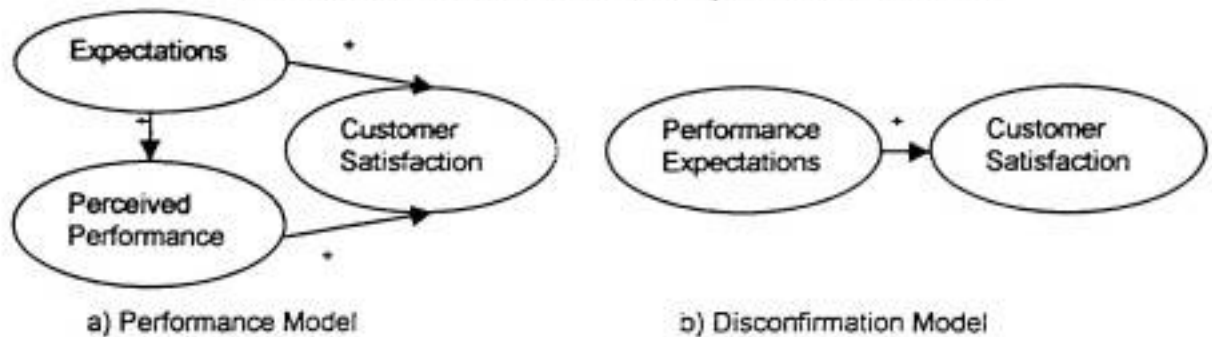 Expectations
+
+
Customer
Satisfaction
Perceived
Performance
+
a) Performance Model
Performance
Expectations
+
Customer
Satisfaction
b) Disconfirmation Model